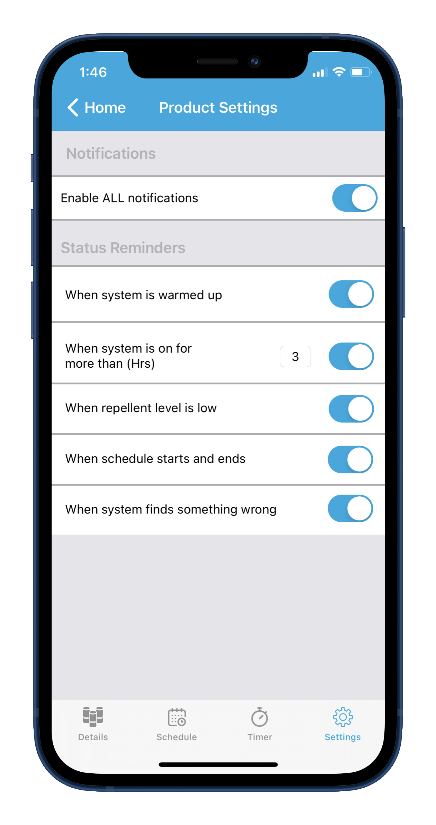 1:46
Home
Product Settings
Notifications
Enable ALL notifications
Status Reminders
When system is warmed up
When system is on for
more than (Hrs)
3
When repellent level is low
When schedule starts and ends
When system finds something wrong
Details
Schedule
Timer
Settings